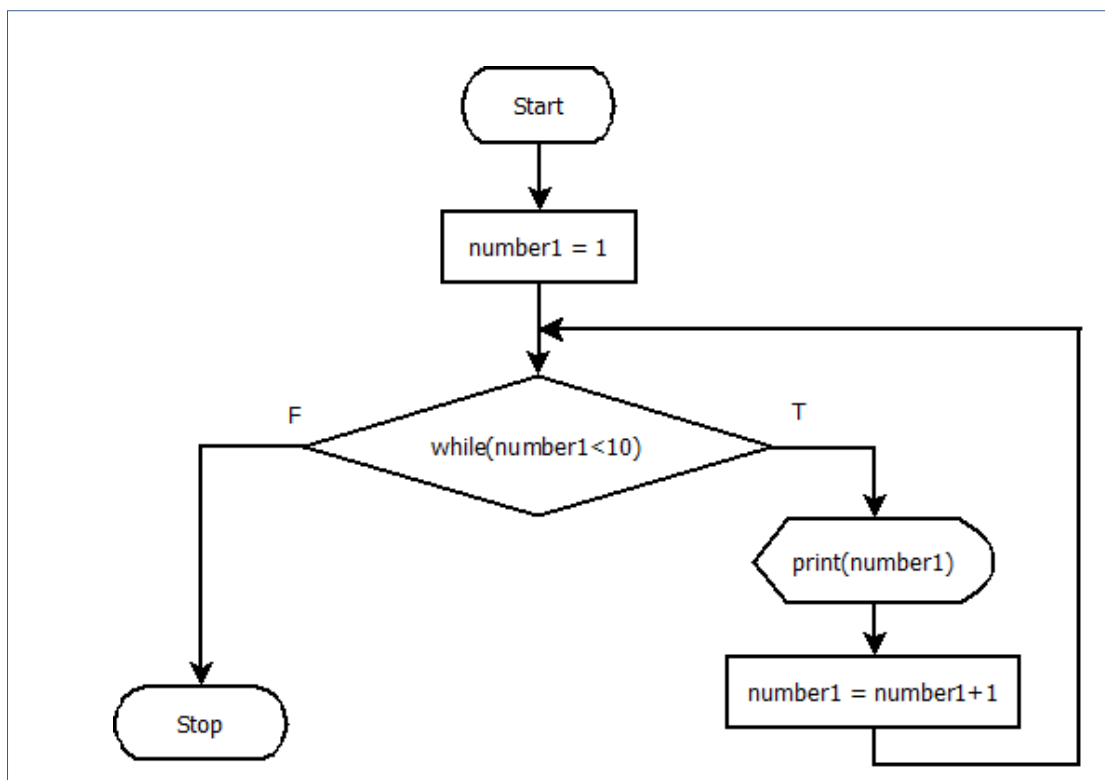 Start
number1 = 1
F
T
while(number1<10)
print(number1)
number1 = number1+1
Stop